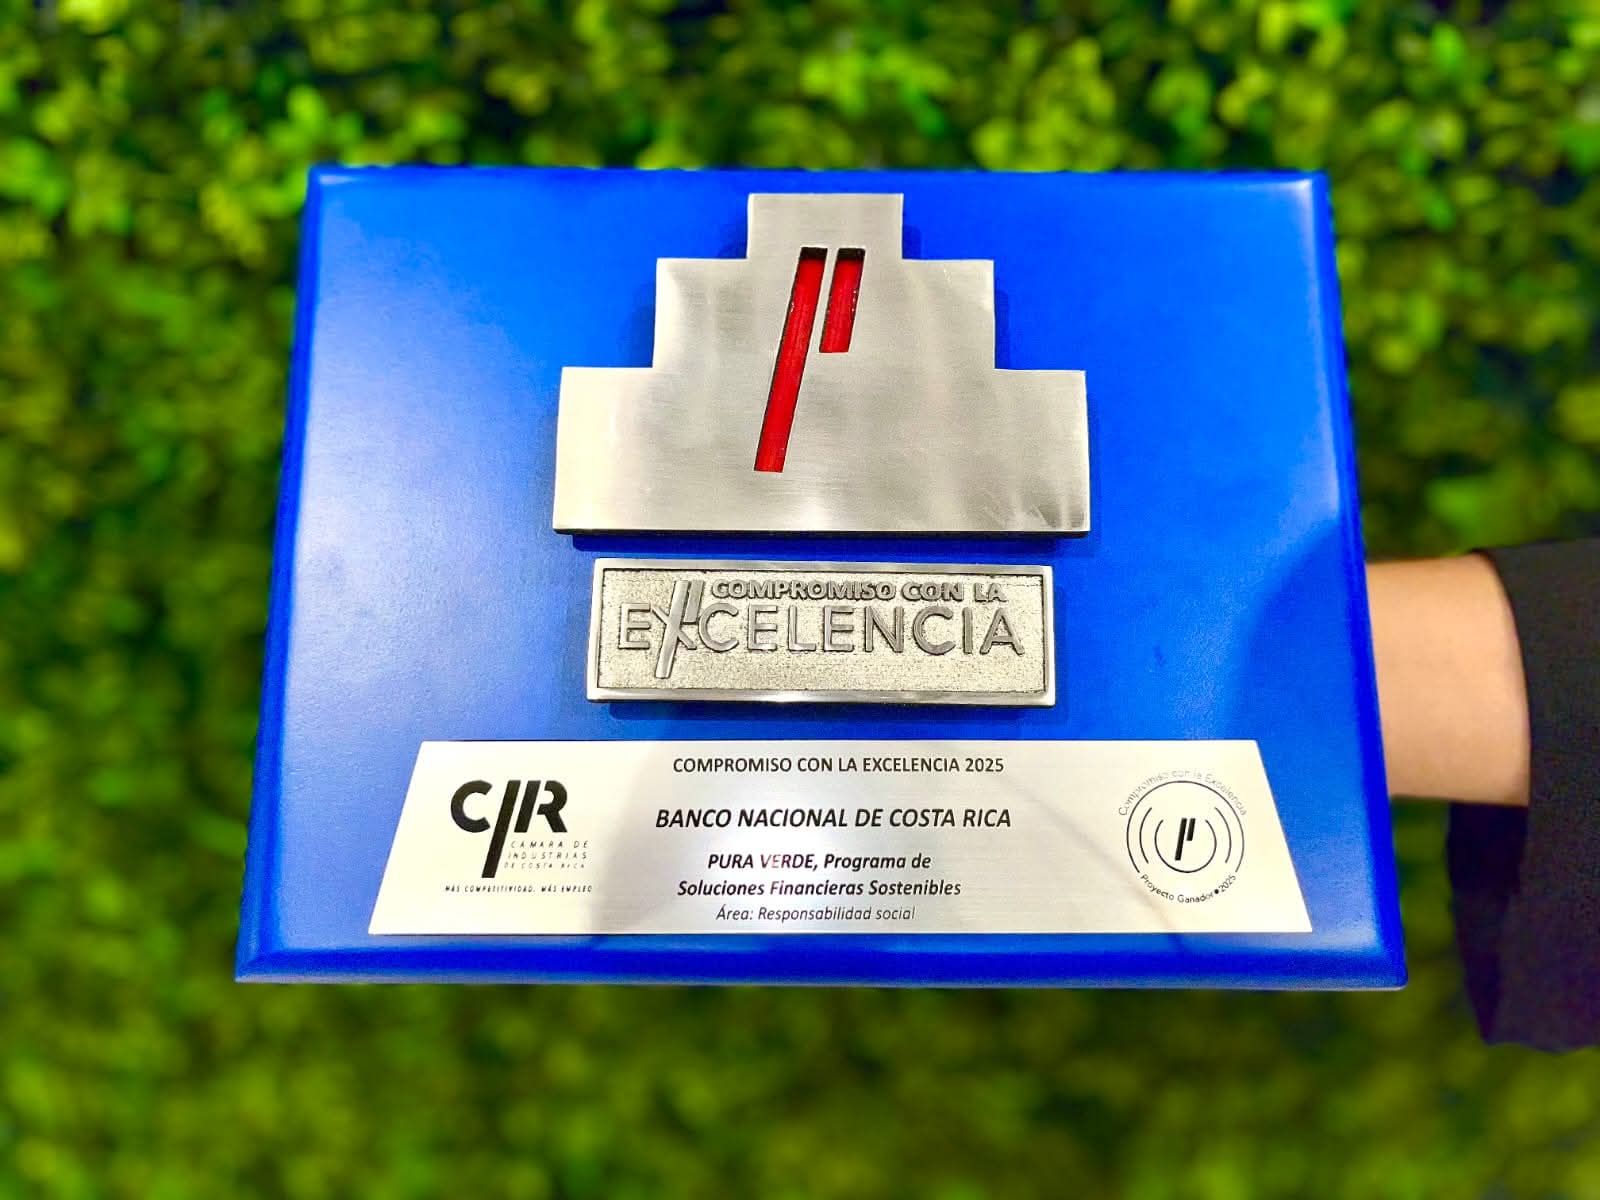 COMPROMISO CON LA
EXCELENCIA
COMPROMISO CON LA EXCELENCIA 2025
BANCO NACIONAL DE COSTA RICA
PURA VERDE, Programa de
Soluciones Financieras Sostenibles
Área: Responsabilidad social
CIR
CÁMARA DE
INDUSTRIAS
DE COSTA RICA
MÁS COMPETITIVIDAD, MÁS EMPLEO
Compromiso con la Excelencia
Proyecto Ganador•2025